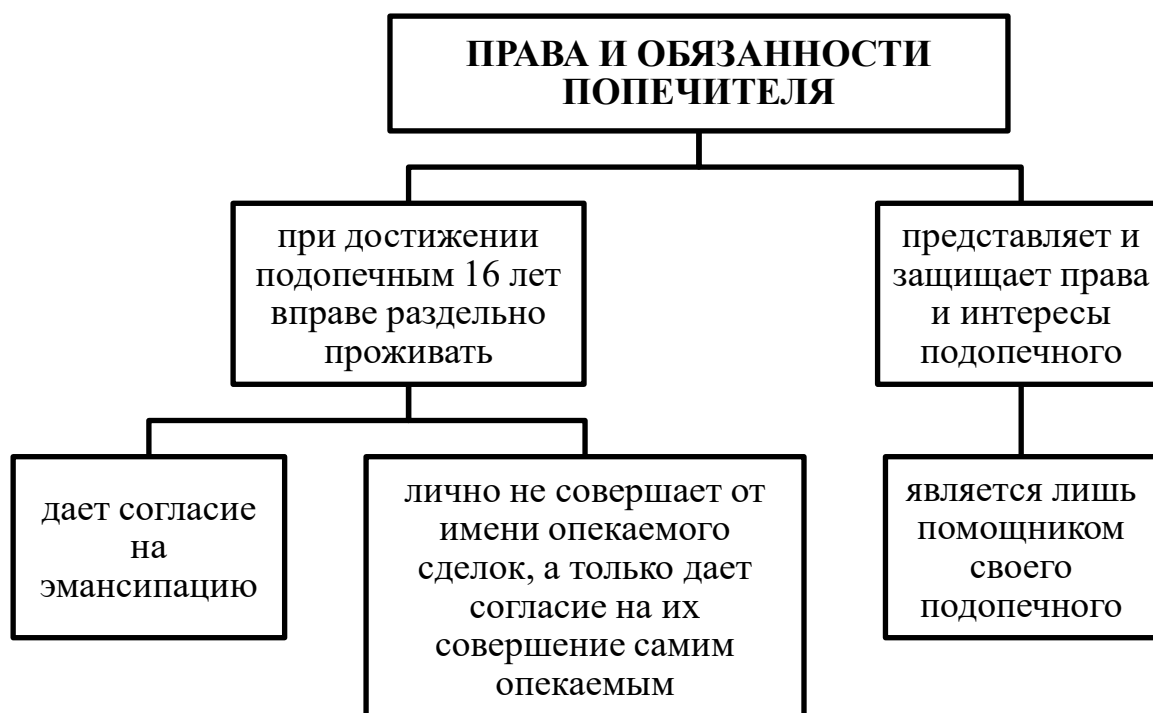 ПРАВА И ОБЯЗАННОСТИ
ПОПЕЧИТЕЛЯ
при достижении
подопечным 16 лет
вправе раздельно
проживать
представляет и
защищает права
и интересы
подопечного
дает согласие
на
эмансипацию
лично не совершает от
имени опекаемого
сделок, а только дает
согласие на их
совершение самим
опекаемым
является лишь
помощником
своего
подопечного